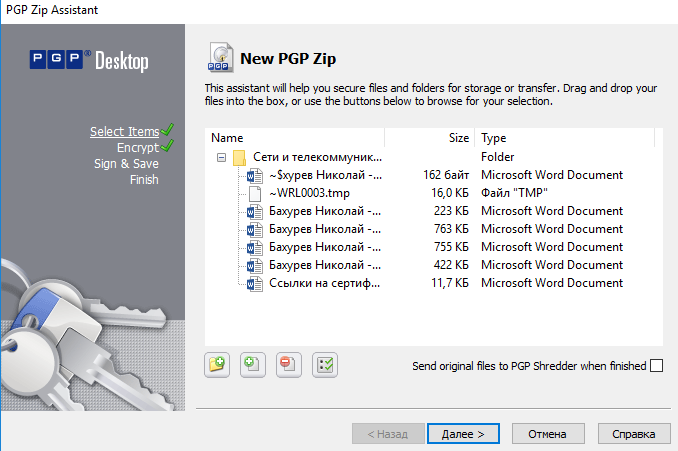 PGP Zip Assistant
PGP® Desktop
Select Items
Encrypt
Sign & Save
Finish
PGP
New PGP Zip
This assistant will help you secure files and folders for storage or transfer. Drag and drop your
files into the box, or use the buttons below to browse for your selection.
Name Size Type
Сети и телекоммуник... Folder
~$хурев Николай -... 162 байт Microsoft Word Document
~WRL0003.tmp 16,0 КБ Файл "TMP"
Бахурев Николай -... 223 КБ Microsoft Word Document
Бахурев Николай -... 763 КБ Microsoft Word Document
Бахурев Николай -... 755 КБ Microsoft Word Document
Бахурев Николай -... 422 КБ Microsoft Word Document
Ссылки на сертиф... 11,7 КБ Microsoft Word Document
Send original files to PGP Shredder when finished
< Назад Далее > Отмена Справка